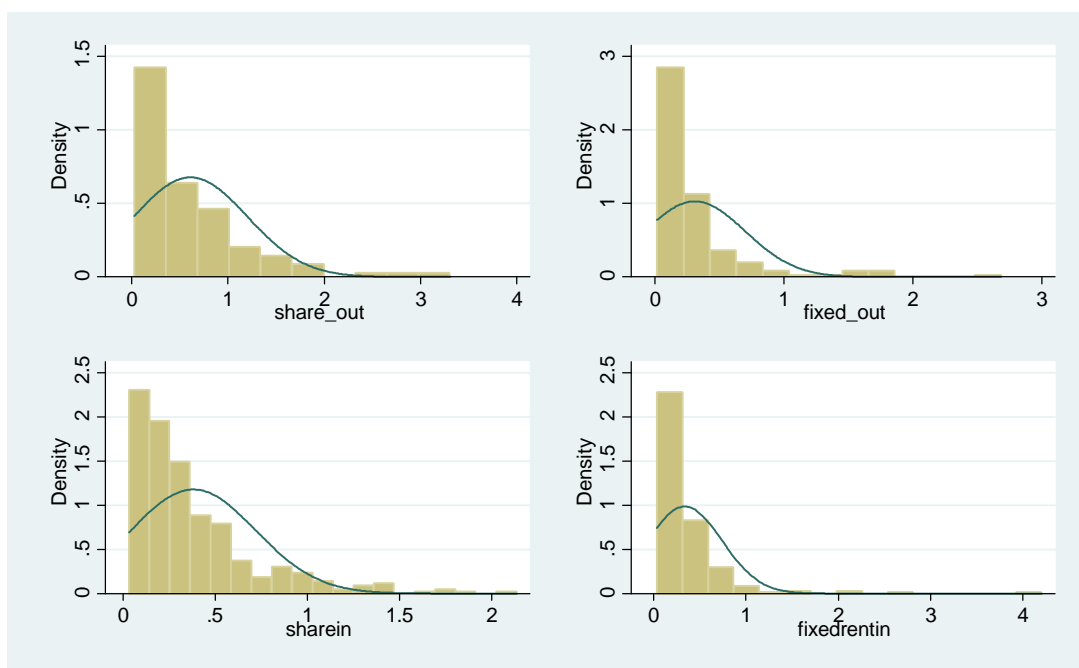 Density
0 .5 1 1.5
0 1 2 3 4
share_out
Density
0 1 2 3
0 1 2 3
fixed_out
Density
0 .5 1 1.5 2 2.5
0 .5 1 1.5 2
sharein
Density
0 .5 1 1.5 2 2.5
0 1 2 3 4
fixedrentin